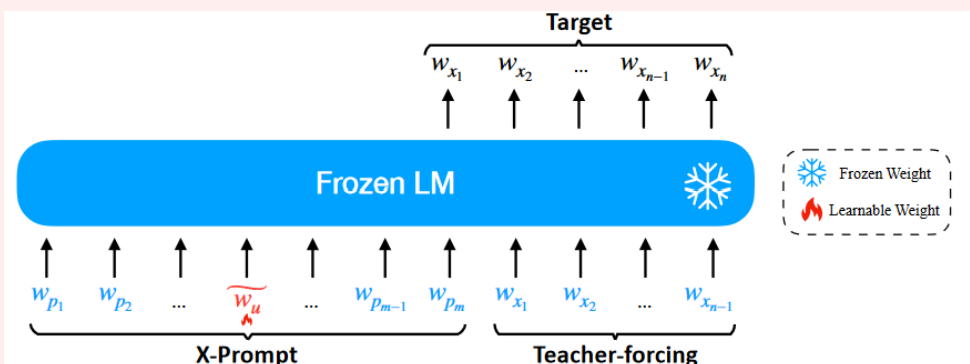 Target
w_{x_1} w_{x_2} ... w_{x_{n-1}} w_{x_n}
Frozen LM
Frozen Weight
Learnable Weight
w_{p_1} w_{p_2} ... \widetilde{w_u} ... w_{p_{m-1}} w_{p_m} w_{x_1} w_{x_2} ... w_{x_{n-1}}
X-Prompt Teacher-forcing